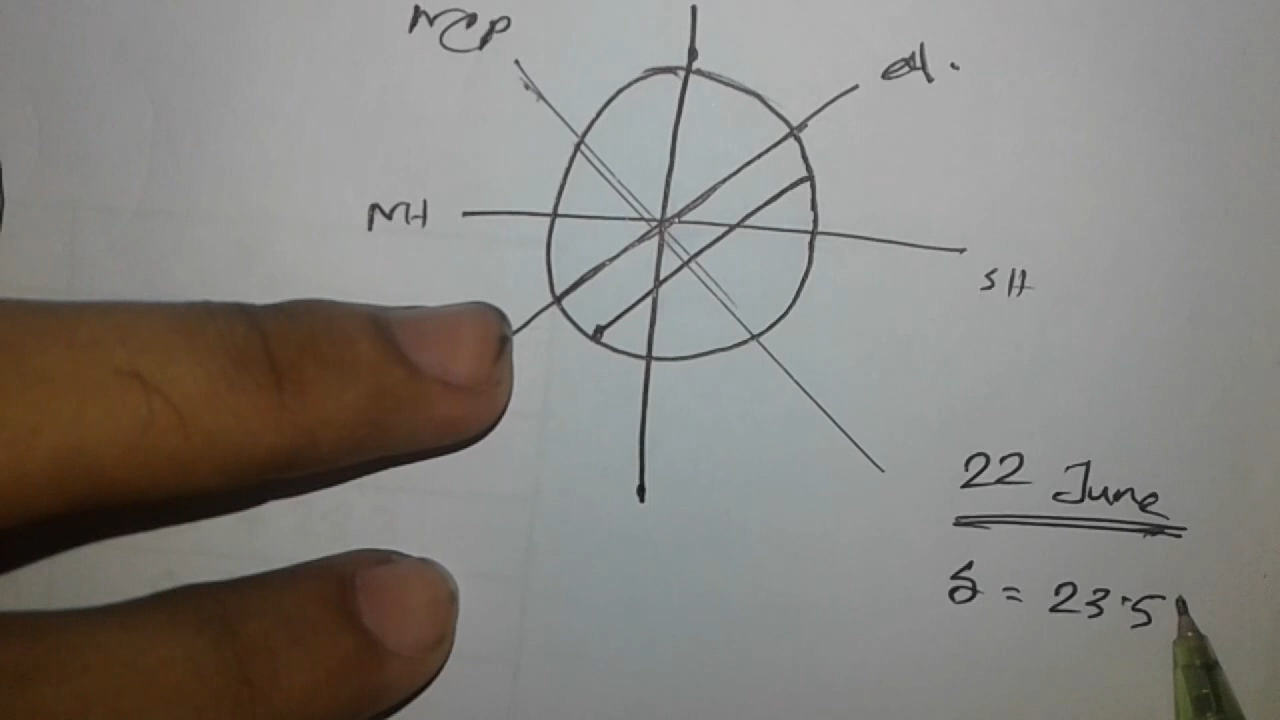 NCP
NH
SH
22 June
δ = 23.5